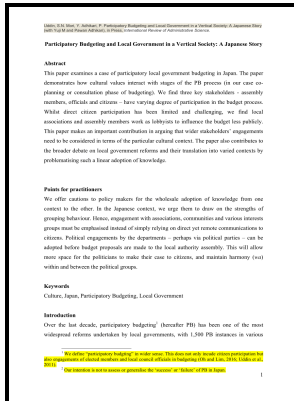 Uddin, S.N. Mori, Y. Adhikari, P. Participatory Budgeting and Local Government in a Vertical Society: A Japanese Story
(with Yuji M and Pawan Adhikari), in Press, International Review of Administrative Science.
Participatory Budgeting and Local Government in a Vertical Society: A Japanese Story
Abstract
This paper examines a case of participatory local government budgeting in Japan. The paper
demonstrates how cultural values interact with stages of the PB process (in our case co-
planning or consultation phase of budgeting). We find three key stakeholders - assembly
members, officials and citizens – have varying degree of participation in the budget process.
Whilst direct citizen participation has been limited and challenging, we find local
associations and assembly members work as lobbyists to influence the budget less publicly.
This paper makes an important contribution in arguing that wider stakeholders' engagements
need to be considered in terms of the particular cultural context. The paper also contributes to
the broader debate on local government reforms and their translation into varied contexts by
problematising such a linear adoption of knowledge.
Points for practitioners
We offer cautions to policy makers for the wholesale adoption of knowledge from one
context to the other. In the Japanese context, we urge them to draw on the strengths of
grouping behaviour. Hence, engagement with associations, communities and various interests
groups must be emphasised instead of simply relying on direct yet remote communications to
citizens. Political engagements by the departments – perhaps via political parties – can be
adopted before budget proposals are made to the local authority assembly. This will allow
more space for the politicians to make their case to citizens, and maintain harmony (wa)
within and between the political groups.
Keywords
Culture, Japan, Participatory Budgeting, Local Government
Introduction
Over the last decade, participatory budgeting¹ (hereafter PB) has been one of the most
widespread reforms undertaken by local governments, with 1,500 PB instances in various
¹ We define "participatory budgeting" in wider sense. This does not only include citizen participation but
also engagements of elected members and local council officials in budgeting (Oh and Lim, 2016; Uddin et al.,
2011).
² Our intention is not to assess or generalise the 'success' or 'failure' of PB in Japan.
1